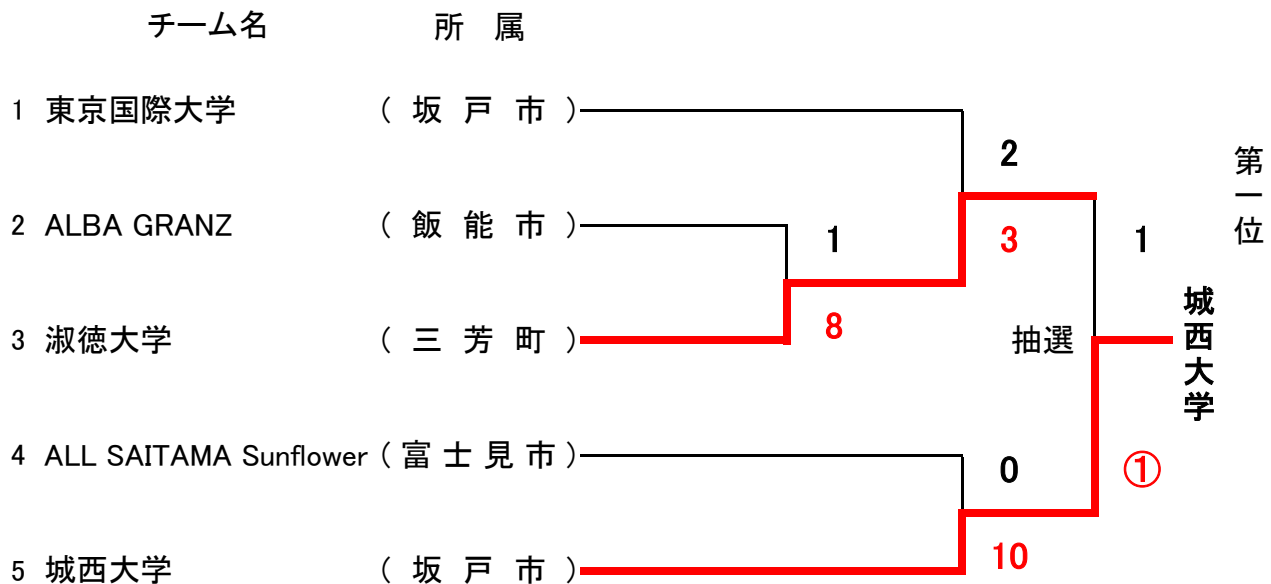 チーム名 所 属
1 東京国際大学 ( 坂 戸 市 )
2
第一位
2 ALBA GRANZ ( 飯 能 市 )
1
3
1
3 淑徳大学 ( 三 芳 町 )
8
抽選
城西大学
4 ALL SAITAMA Sunflower ( 富 士 見 市 )
0
①
5 城西大学 ( 坂 戸 市 )
10